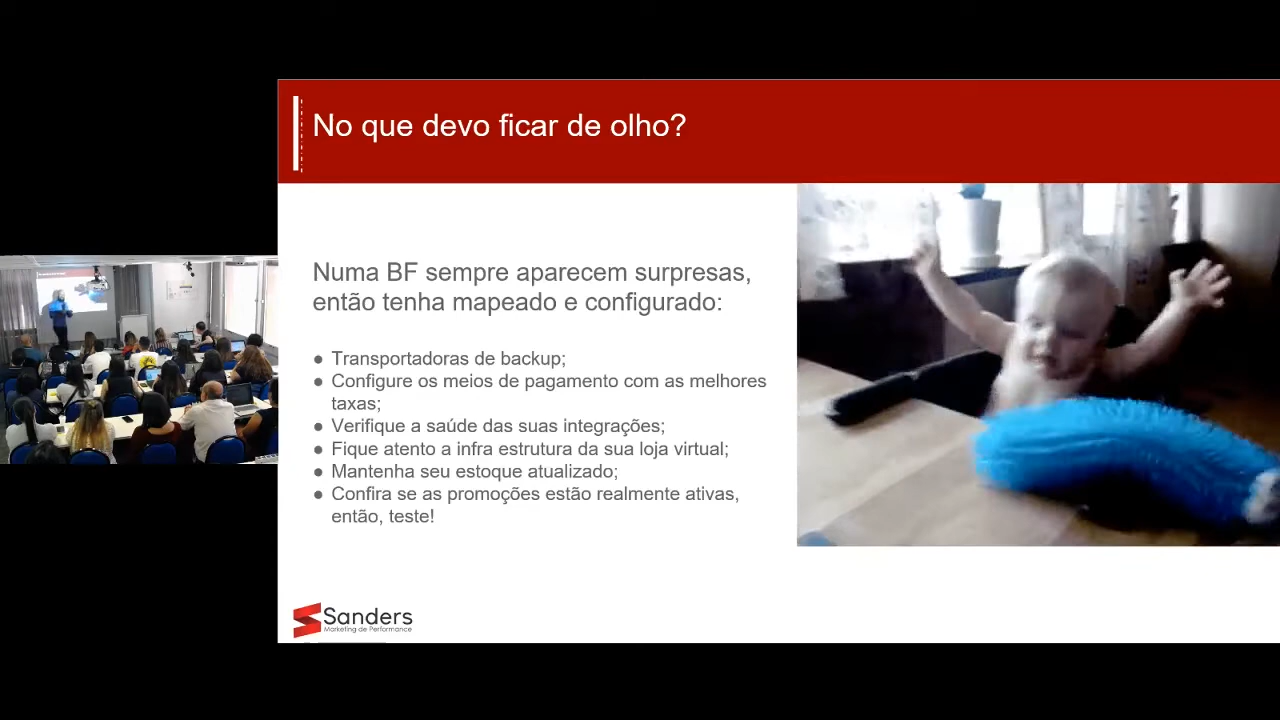 No que devo ficar de olho?
Numa BF sempre aparecem surpresas,
então tenha mapeado e configurado:
● Transportadoras de backup;
● Configure os meios de pagamento com as melhores
taxas;
● Verifique a saúde das suas integrações;
● Fique atento a infra estrutura da sua loja virtual;
● Mantenha seu estoque atualizado;
● Confira se as promoções estão realmente ativas,
então, teste!
Sanders
Marketing de Performance